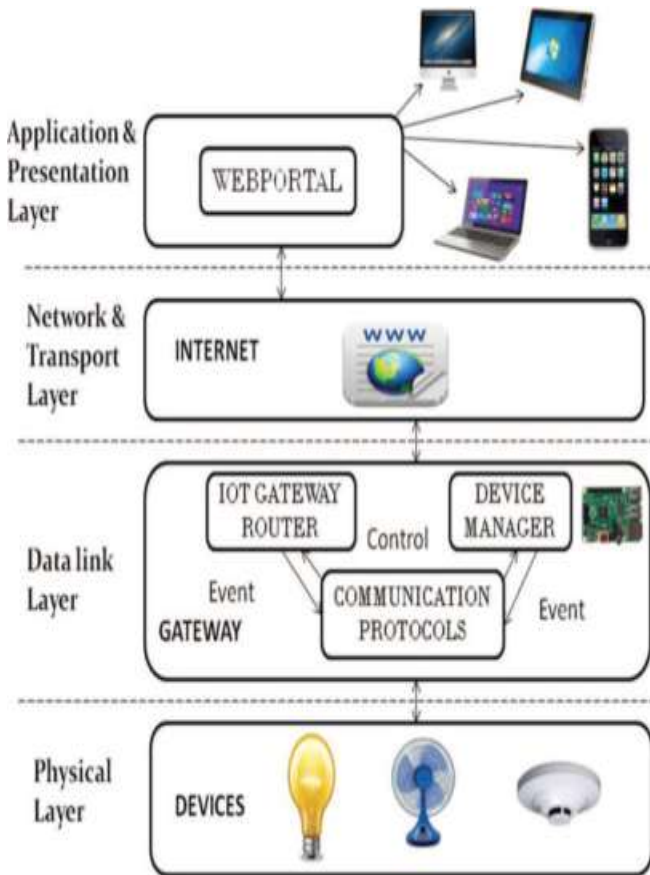 Application &
Presentation
Layer
WEBPORTAL
Network &
Transport
Layer
INTERNET
WWW
Data link
Layer
IOT GATEWAY
ROUTER
DEVICE
MANAGER
Control
Event
COMMUNICATION
PROTOCOLS
Event
GATEWAY
Physical
Layer
DEVICES